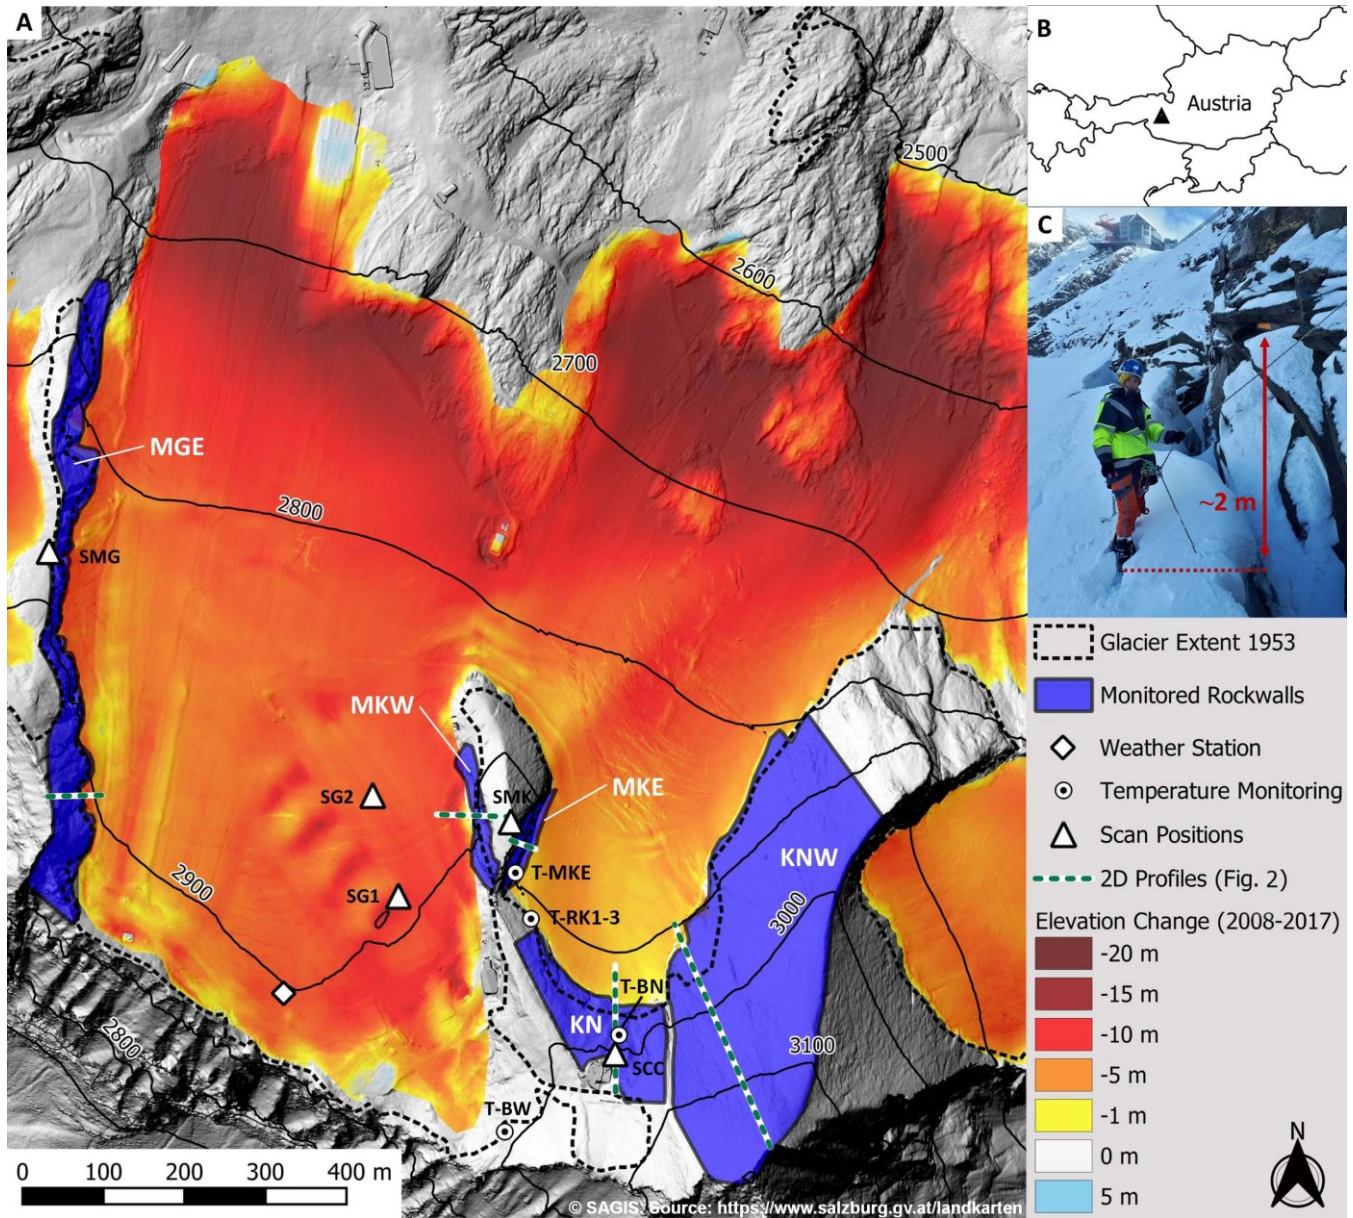 A
2500
2600
2700
MGE
2800
SMG
MKW
MKE
SG2
SMK
KNW
T-MKE
2900
SG1
T-RK1-3
3000
T-BN
KN
2800
SCC
3100
T-BW
0 100 200 300 400 m
© SAGIS, Source: https://www.salzburg.gv.at/landkarten
B
Austria
C
~2 m
Glacier Extent 1953
Monitored Rockwalls
Weather Station
Temperature Monitoring
Scan Positions
2D Profiles (Fig. 2)
Elevation Change (2008-2017)
-20 m
-15 m
-10 m
-5 m
-1 m
0 m
5 m
N